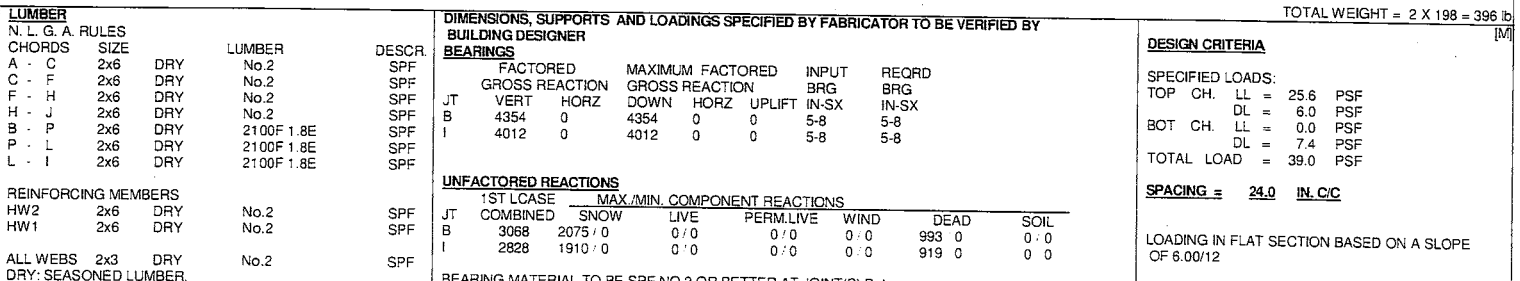 TOTAL WEIGHT = 2 X 198 = 396 lb
[M]
LUMBER
N. L. G. A. RULES
CHORDS SIZE LUMBER DESCR.
A - C 2x6 DRY No.2 SPF
C - F 2x6 DRY No.2 SPF
F - H 2x6 DRY No.2 SPF
H - J 2x6 DRY No.2 SPF
B - P 2x6 DRY 2100F 1.8E SPF
P - L 2x6 DRY 2100F 1.8E SPF
L - I 2x6 DRY 2100F 1.8E SPF
REINFORCING MEMBERS
HW2 2x6 DRY No.2 SPF
HW1 2x6 DRY No.2 SPF
ALL WEBS 2x3 DRY No.2 SPF
DRY: SEASONED LUMBER.
DIMENSIONS, SUPPORTS AND LOADINGS SPECIFIED BY FABRICATOR TO BE VERIFIED BY
BUILDING DESIGNER
BEARINGS
FACTORED MAXIMUM FACTORED INPUT REQRD
GROSS REACTION GROSS REACTION BRG BRG
JT VERT HORZ DOWN HORZ UPLIFT IN-SX IN-SX
B 4354 0 4354 0 0 5-8 5-8
I 4012 0 4012 0 0 5-8 5-8
UNFACTORED REACTIONS
1ST LCASE MAX./MIN. COMPONENT REACTIONS
JT COMBINED SNOW LIVE PERM.LIVE WIND DEAD SOIL
B 3068 2075 / 0 0 / 0 0 / 0 0 / 0 993 / 0 0 / 0
I 2828 1910 / 0 0 / 0 0 / 0 0 / 0 919 0 0 0
BEARING MATERIAL TO BE SPF NO.2 OR BETTER AT JOINT(S)
DESIGN CRITERIA
SPECIFIED LOADS:
TOP CH. LL = 25.6 PSF
DL = 6.0 PSF
BOT CH. LL = 0.0 PSF
DL = 7.4 PSF
TOTAL LOAD = 39.0 PSF
SPACING = 24.0 IN. C/C
LOADING IN FLAT SECTION BASED ON A SLOPE
OF 6.00/12